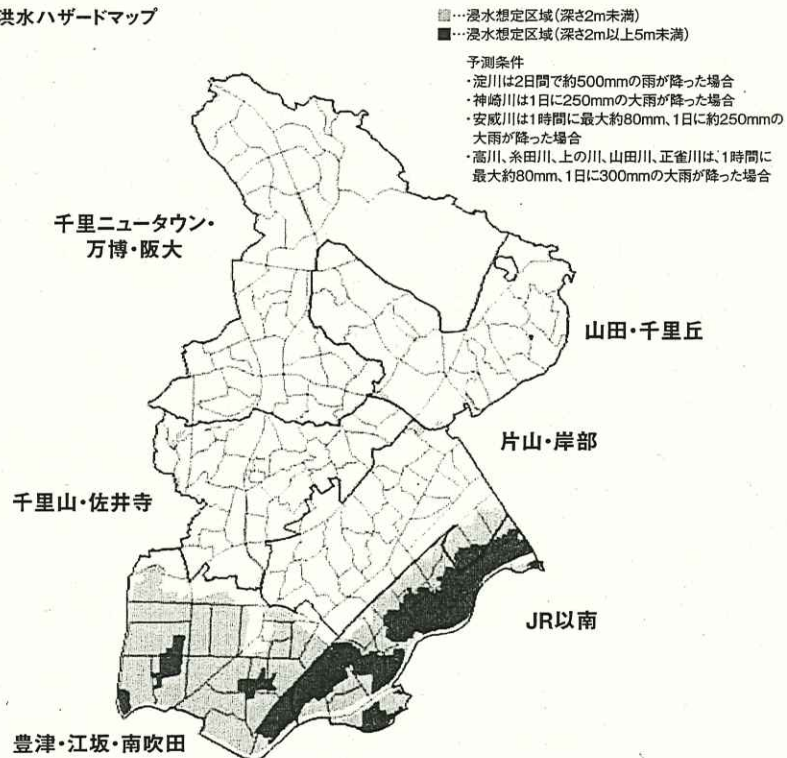 洪水ハザードマップ
▒…浸水想定区域(深さ2m未満)
■…浸水想定区域(深さ2m以上5m未満)
予測条件
・淀川は2日間で約500mmの雨が降った場合
・神崎川は1日に250mmの大雨が降った場合
・安威川は1時間に最大約80mm、1日に約250mmの
大雨が降った場合
・高川、糸田川、上の川、山田川、正雀川は、1時間に
最大約80mm、1日に300mmの大雨が降った場合
千里ニュータウン・
万博・阪大
山田・千里丘
片山・岸部
千里山・佐井寺
JR以南
豊津・江坂・南吹田